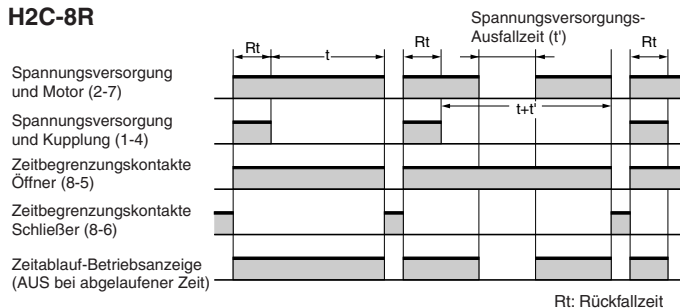 H2C-8R
Spannungsversorgungs-
Ausfallzeit (t')
Rt
t
Rt
Rt
Spannungsversorgung
und Motor (2-7)
t+t'
Spannungsversorgung
und Kupplung (1-4)
Zeitbegrenzungskontakte
Öffner (8-5)
Zeitbegrenzungskontakte
Schließer (8-6)
Zeitablauf-Betriebsanzeige
(AUS bei abgelaufener Zeit)
Rt: Rückfallzeit